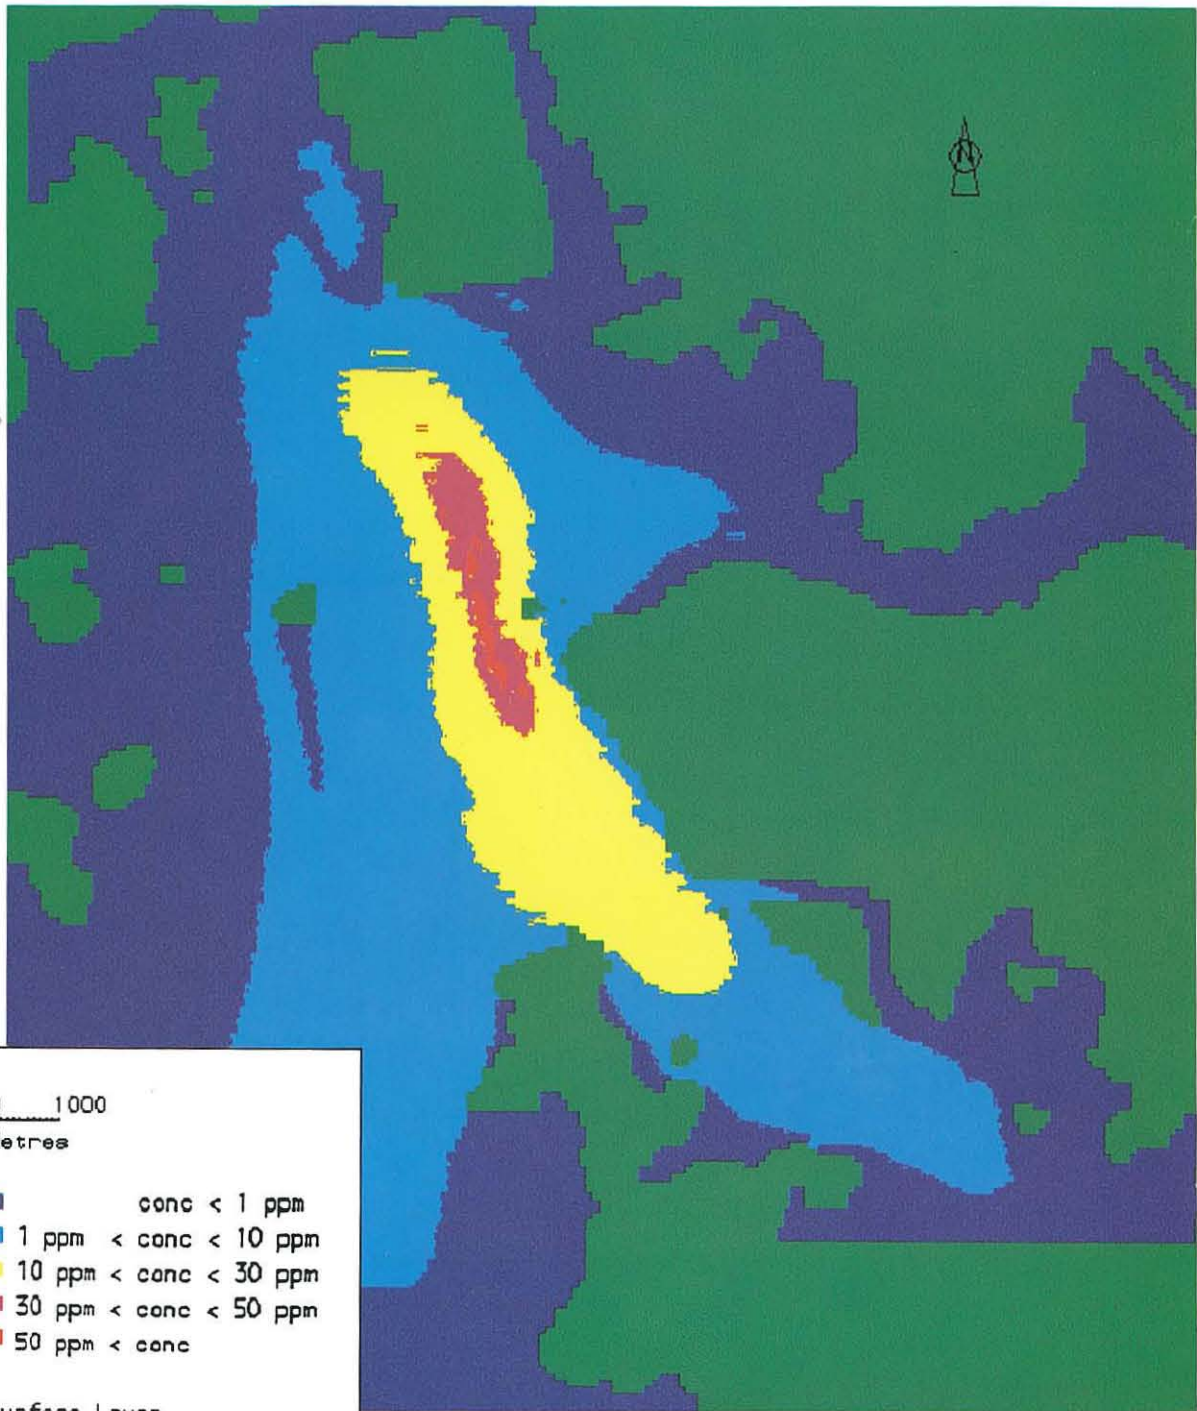 N
1000
etres
conc < 1 ppm
1 ppm < conc < 10 ppm
10 ppm < conc < 30 ppm
30 ppm < conc < 50 ppm
50 ppm < conc